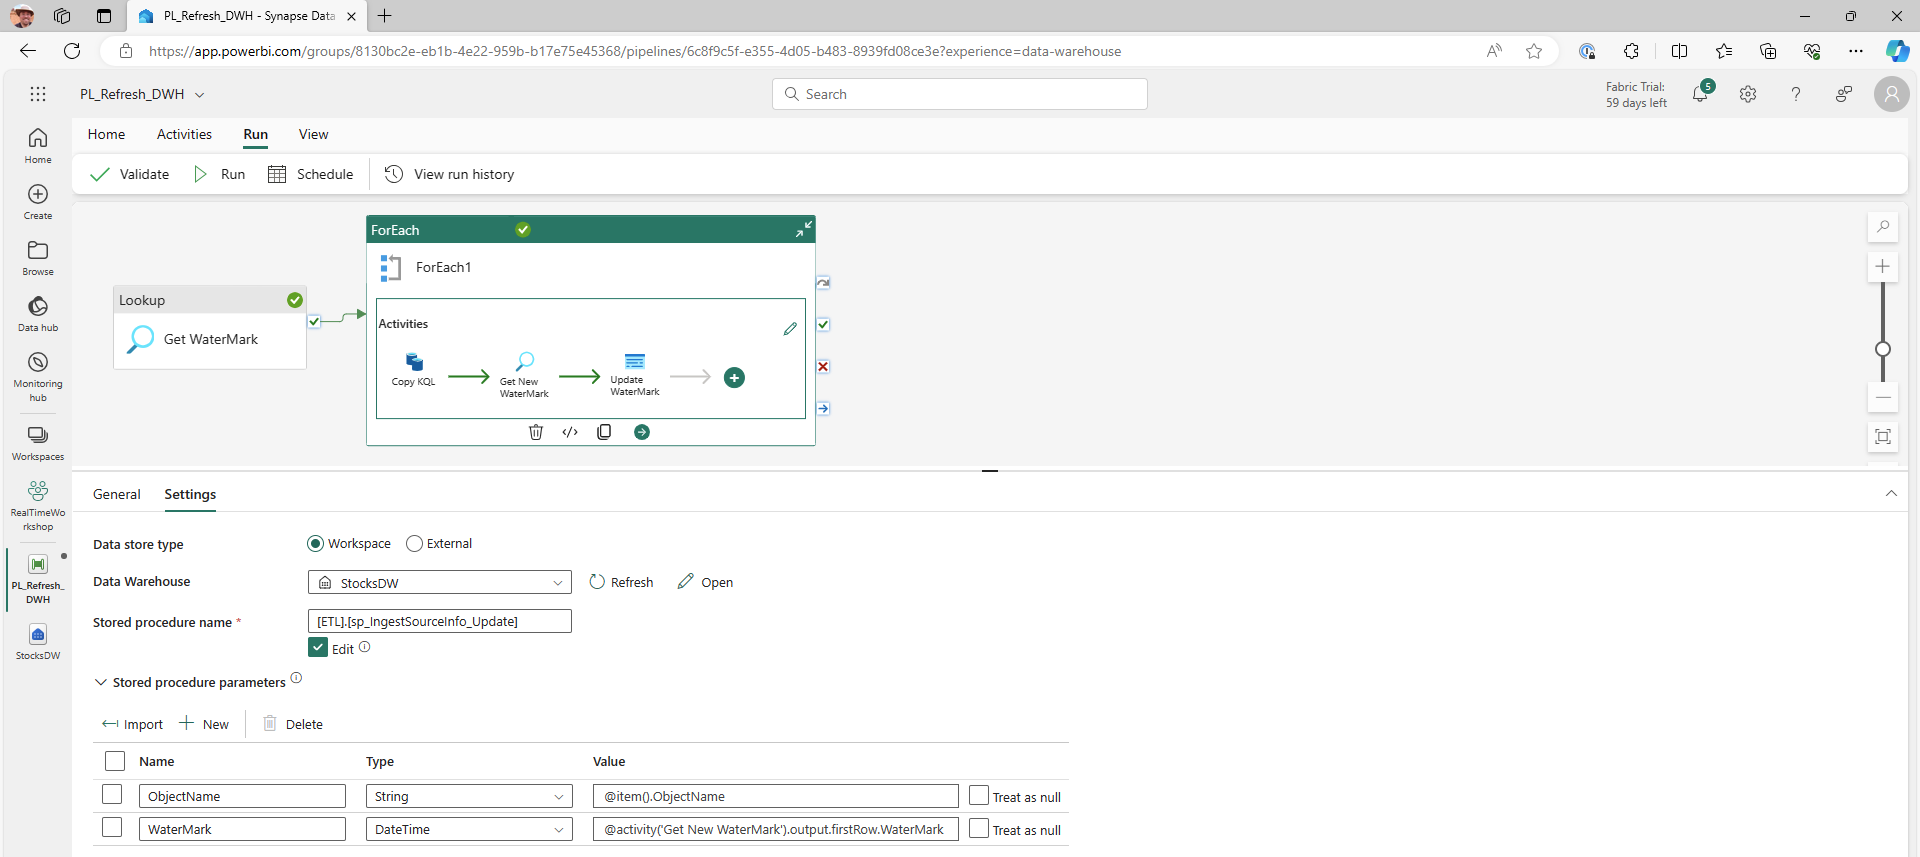 PL_Refresh_DWH - Synapse Data
https://app.powerbi.com/groups/8130bc2e-eb1b-4e22-959b-b17e75e45368/pipelines/6c8f9c5f-e355-4d05-b483-8939fd08ce3e?experience=data-warehouse
PL_Refresh_DWH
Search
Fabric Trial:
59 days left
5
Home
Activities
Run
View
Validate
Run
Schedule
View run history
Home
Create
Browse
Data hub
Monitoring
hub
Workspaces
RealTimeWo
rkshop
PL_Refresh_
DWH
StocksDW
Lookup
Get WaterMark
ForEach
ForEach1
Activities
Copy KQL
Get New
WaterMark
Update
WaterMark
General
Settings
Data store type
Workspace
External
Data Warehouse
StocksDW
Refresh
Open
Stored procedure name *
[ETL].[sp_IngestSourceInfo_Update]
Edit
Stored procedure parameters
Import
New
Delete
Name
Type
Value
ObjectName
String
@item().ObjectName
Treat as null
WaterMark
DateTime
@activity('Get New WaterMark').output.firstRow.WaterMark
Treat as null